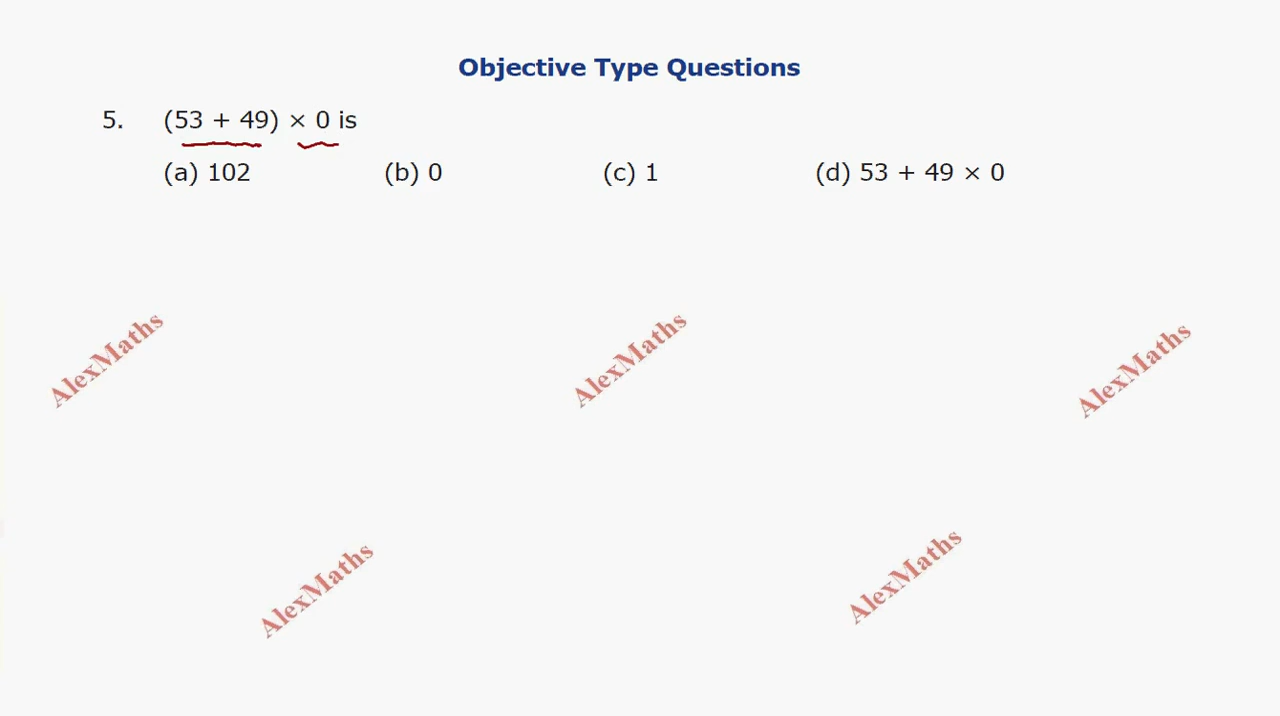 Objective Type Questions
5. (53 + 49) × 0 is
(a) 102 (b) 0 (c) 1 (d) 53 + 49 × 0
AlexMaths AlexMaths AlexMaths
AlexMaths AlexMaths